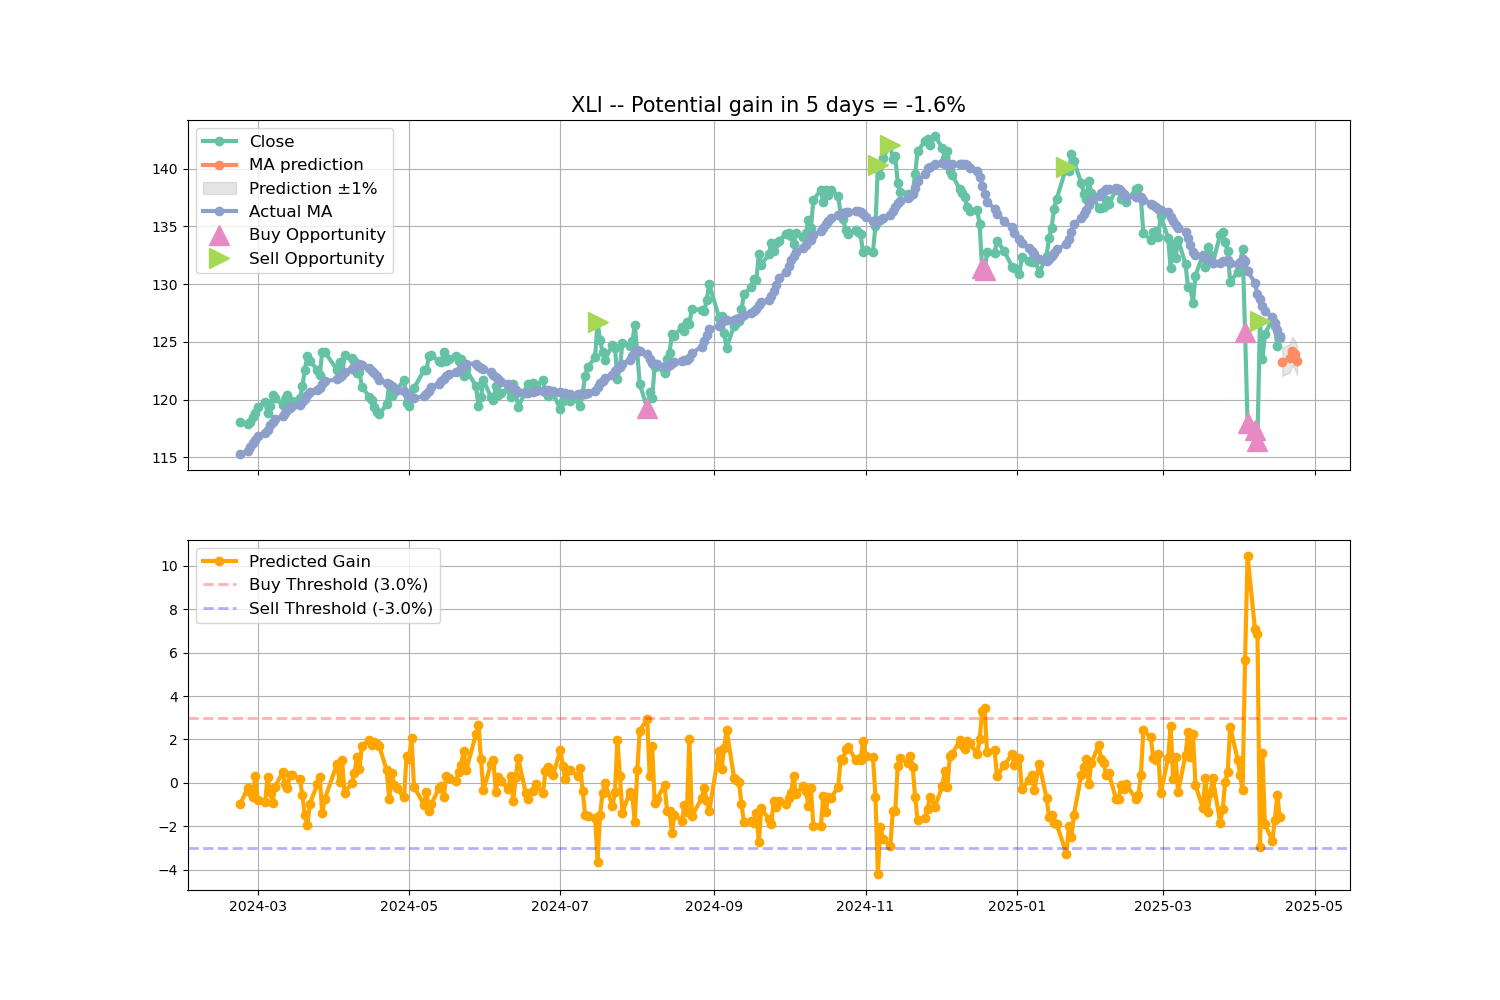 XLI -- Potential gain in 5 days = -1.6%
Close
MA prediction
Prediction ±1%
Actual MA
Buy Opportunity
Sell Opportunity
140
135
130
125
120
115
Predicted Gain
Buy Threshold (3.0%)
Sell Threshold (-3.0%)
10
8
6
4
2
0
−2
−4
2024-03 2024-05 2024-07 2024-09 2024-11 2025-01 2025-03 2025-05